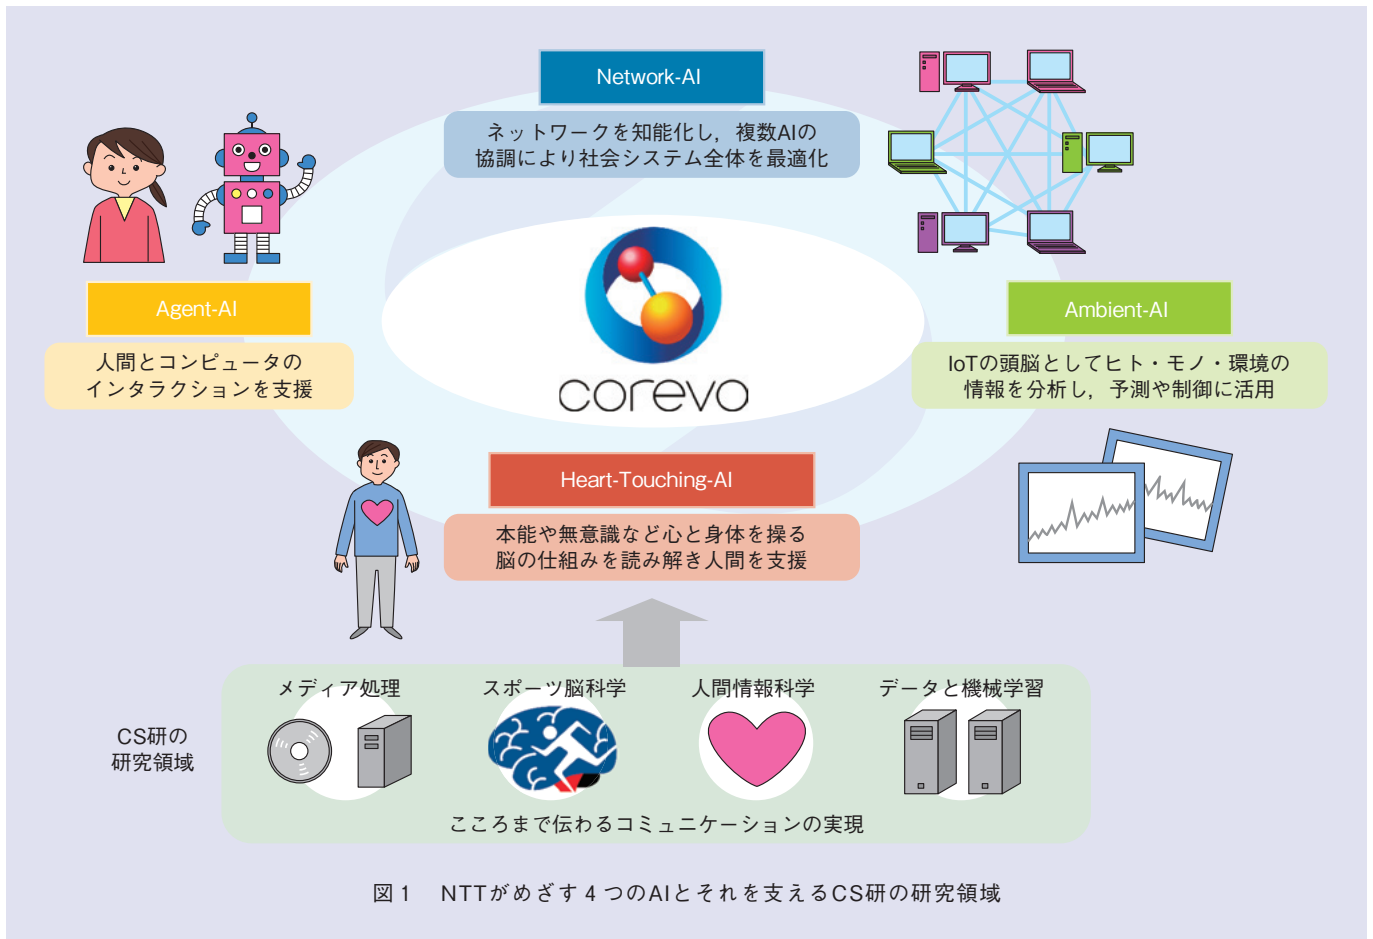 Network-AI
ネットワークを知能化し，複数AIの
協調により社会システム全体を最適化
Agent-AI
人間とコンピュータの
インタラクションを支援
corevo
Ambient-AI
IoTの頭脳としてヒト・モノ・環境の
情報を分析し，予測や制御に活用
Heart-Touching-AI
本能や無意識など心と身体を操る
脳の仕組みを読み解き人間を支援
CS研の
研究領域
メディア処理
スポーツ脳科学
人間情報科学
データと機械学習
こころまで伝わるコミュニケーションの実現
図1　NTTがめざす4つのAIとそれを支えるCS研の研究領域